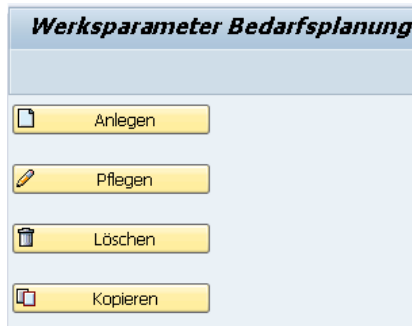 Werksparameter Bedarfsplanung
Anlegen
Pflegen
Löschen
Kopieren